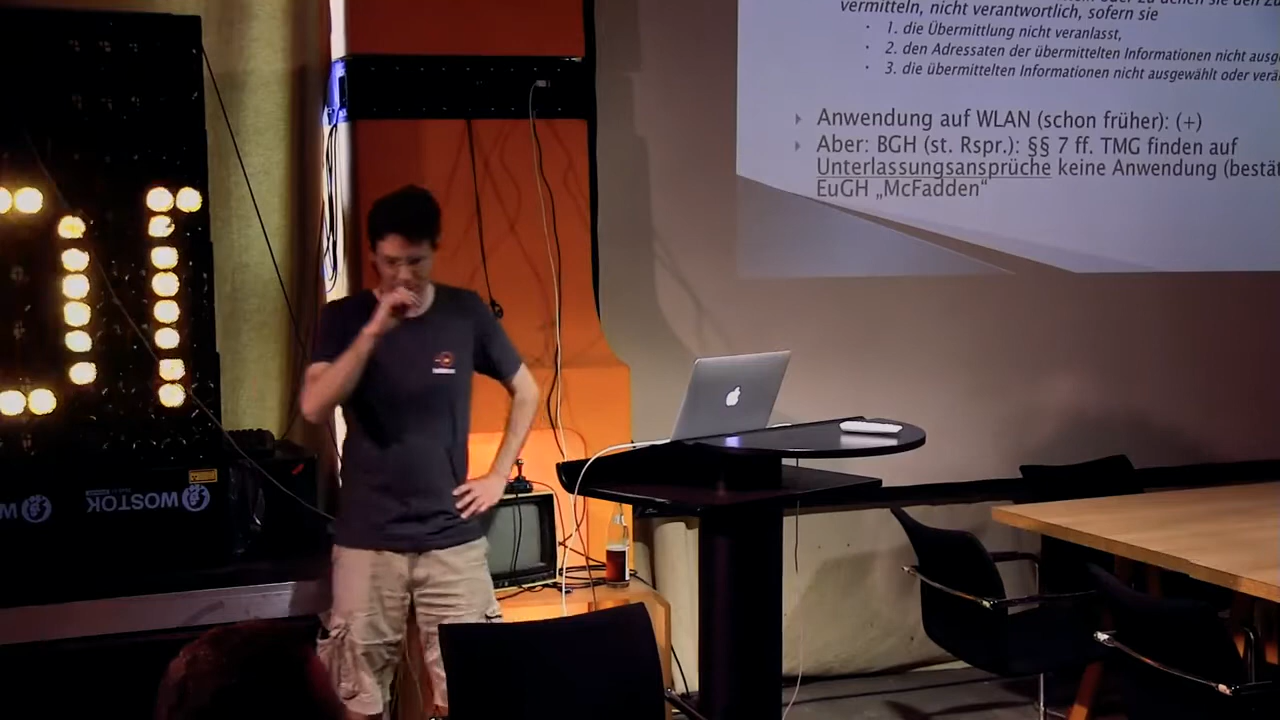 vermitteln, nicht verantwortlich, sofern sie
1. die Übermittlung nicht veranlasst,
2. den Adressaten der übermittelten Informationen nicht
3. die übermittelten Informationen nicht ausgewählt oder
Anwendung auf WLAN (schon früher): (+)
Aber: BGH (st. Rspr.): §§ 7 ff. TMG finden auf
Unterlassungsansprüche keine Anwendung
EuGH „McFadden“
WOSTOK